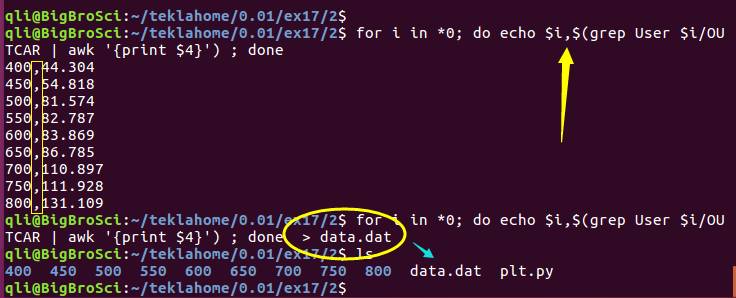 qli@BigBroSci:~/teklahome/0.01/ex17/2$
qli@BigBroSci:~/teklahome/0.01/ex17/2$ for i in *0; do echo $i,$(grep User $i/OU
TCAR | awk '{print $4}') ; done
400,44.304
450,54.818
500,81.574
550,82.787
600,83.869
650,86.785
700,110.897
750,111.928
800,131.109
qli@BigBroSci:~/teklahome/0.01/ex17/2$ for i in *0; do echo $i,$(grep User $i/OU
TCAR | awk '{print $4}') ; done  > data.dat
qli@BigBroSci:~/teklahome/0.01/ex17/2$ ls
400  450  500  550  600  650  700  750  800  data.dat  plt.py
qli@BigBroSci:~/teklahome/0.01/ex17/2$